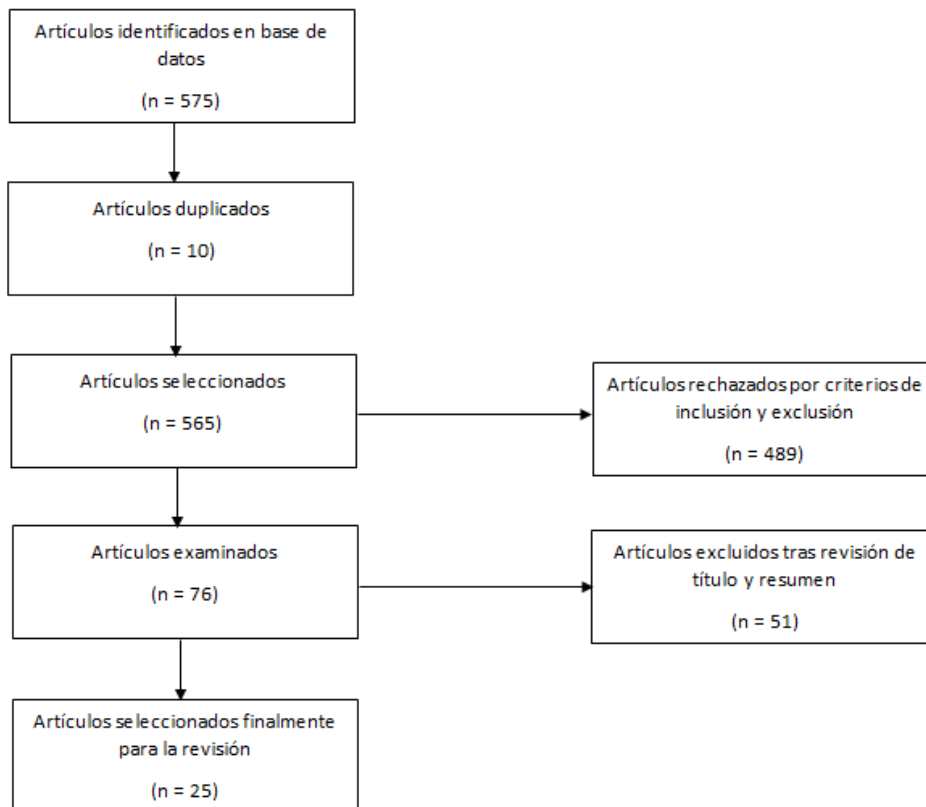 Artículos identificados en base de
datos
(n = 575)
Artículos duplicados
(n = 10)
Artículos seleccionados
(n = 565)
Artículos rechazados por criterios de
inclusión y exclusión
(n = 489)
Artículos examinados
(n = 76)
Artículos excluidos tras revisión de
título y resumen
(n = 51)
Artículos seleccionados finalmente
para la revisión
(n = 25)